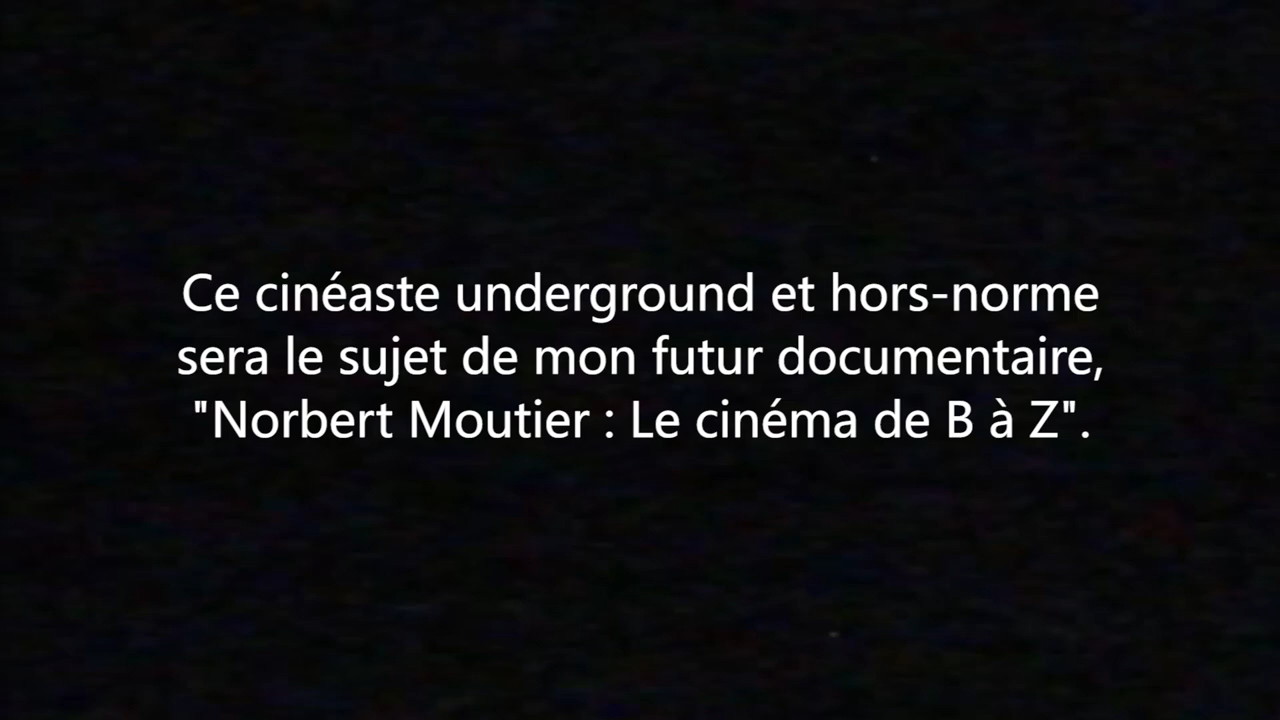 Ce cinéaste underground et hors-norme
sera le sujet de mon futur documentaire,
"Norbert Moutier : Le cinéma de B à Z".